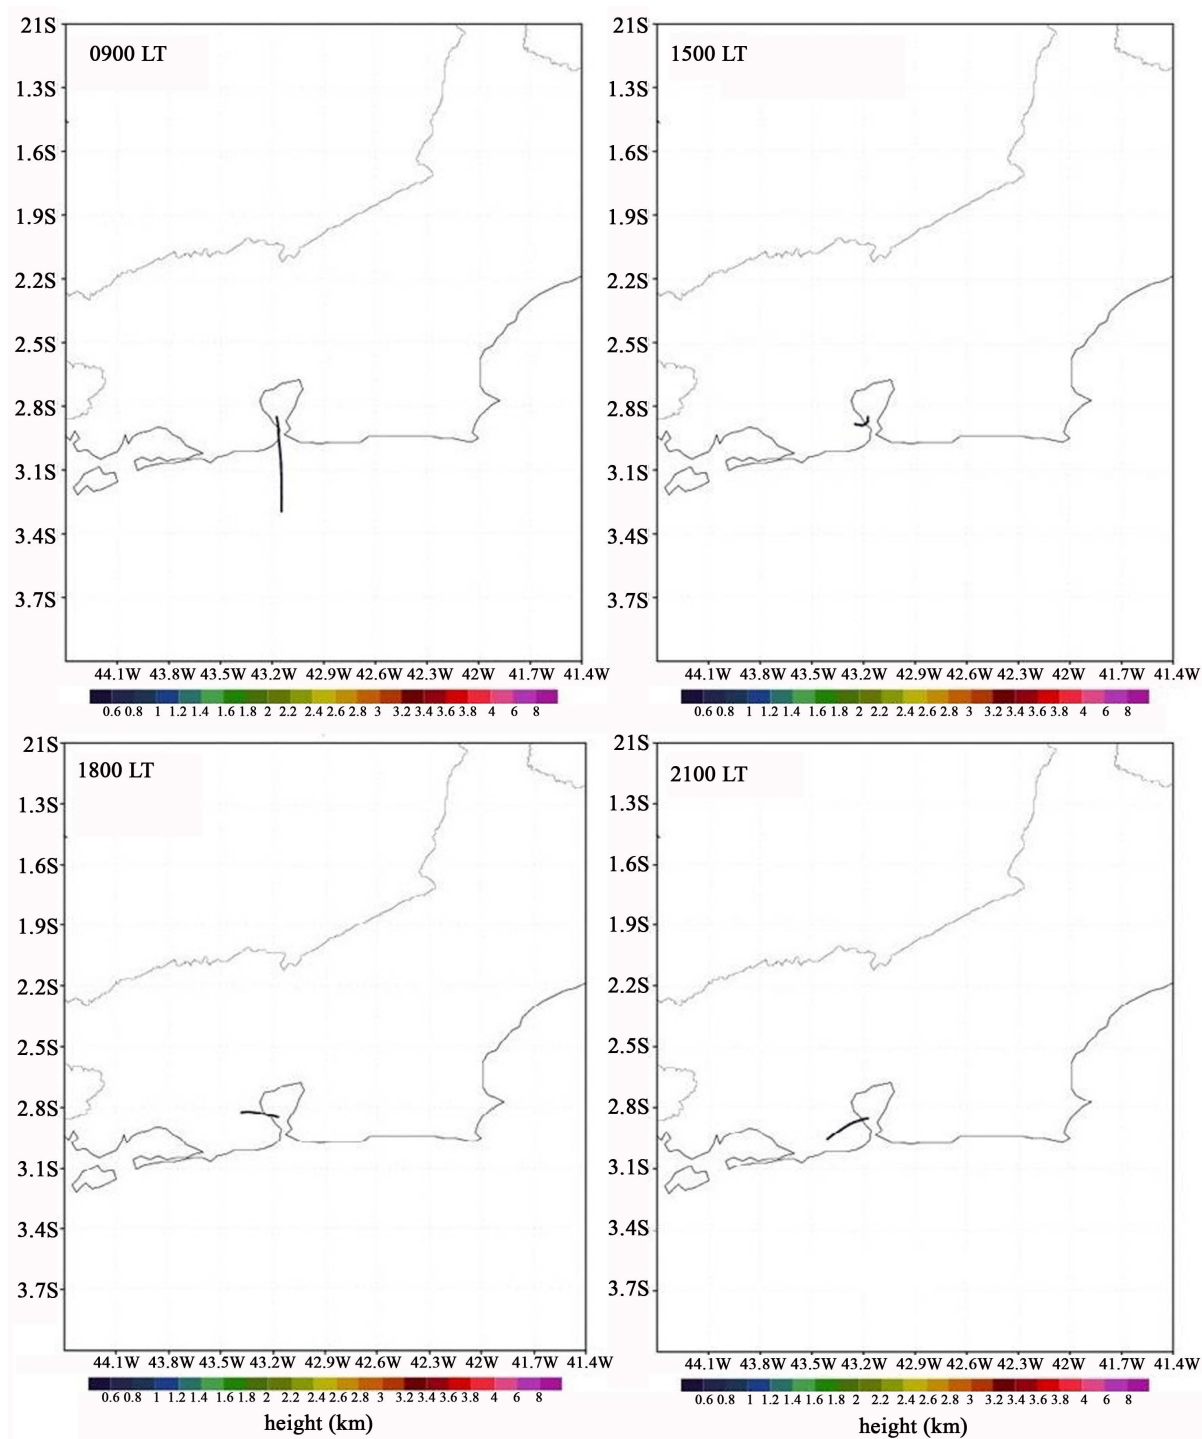 0900 LT
21S
1.3S
1.6S
1.9S
2.2S
2.5S
2.8S
3.1S
3.4S
3.7S
44.1W 43.8W 43.5W 43.2W 42.9W 42.6W 42.3W 42W 41.7W 41.4W
0.6 0.8 1 1.2 1.4 1.6 1.8 2 2.2 2.4 2.6 2.8 3 3.2 3.4 3.6 3.8 4 6 8
1500 LT
21S
1.3S
1.6S
1.9S
2.2S
2.5S
2.8S
3.1S
3.4S
3.7S
44.1W 43.8W 43.5W 43.2W 42.9W 42.6W 42.3W 42W 41.7W 41.4W
0.6 0.8 1 1.2 1.4 1.6 1.8 2 2.2 2.4 2.6 2.8 3 3.2 3.4 3.6 3.8 4 6 8
1800 LT
21S
1.3S
1.6S
1.9S
2.2S
2.5S
2.8S
3.1S
3.4S
3.7S
44.1W 43.8W 43.5W 43.2W 42.9W 42.6W 42.3W 42W 41.7W 41.4W
0.6 0.8 1 1.2 1.4 1.6 1.8 2 2.2 2.4 2.6 2.8 3 3.2 3.4 3.6 3.8 4 6 8
height (km)
2100 LT
21S
1.3S
1.6S
1.9S
2.2S
2.5S
2.8S
3.1S
3.4S
3.7S
44.1W 43.8W 43.5W 43.2W 42.9W 42.6W 42.3W 42W 41.7W 41.4W
0.6 0.8 1 1.2 1.4 1.6 1.8 2 2.2 2.4 2.6 2.8 3 3.2 3.4 3.6 3.8 4 6 8
height (km)